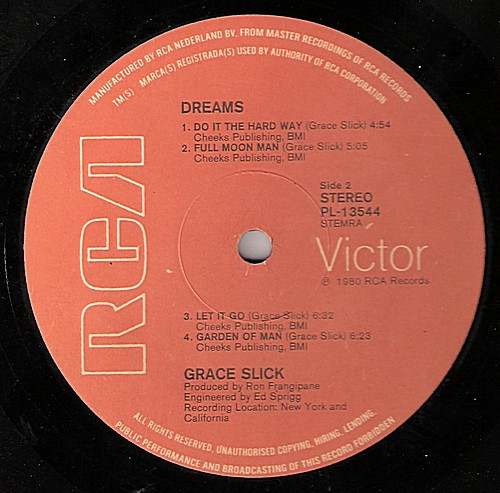 MANUFACTURED BY RCA NEDERLAND BV, FROM MASTER RECORDINGS OF RCA RECORDS
TM(S) MARCA(S) REGISTRADA(S) USED BY AUTHORITY OF RCA CORPORATION
DREAMS
1. DO IT THE HARD WAY (Grace Slick) 4:54
Cheeks Publishing, BMI
2. FULL MOON MAN (Grace Slick) 5:05
Cheeks Publishing, BMI
RCA
Side 2
STEREO
PL-13544
STEMRA
Victor
℗ 1980 RCA Records
3. LET IT GO (Grace Slick) 6:32
Cheeks Publishing, BMI
4. GARDEN OF MAN (Grace Slick) 6:23
Cheeks Publishing, BMI
GRACE SLICK
Produced by Ron Frangipane
Engineered by Ed Sprigg
Recording Location: New York and
California
ALL RIGHTS RESERVED, UNAUTHORISED COPYING, HIRING, LENDING,
PUBLIC PERFORMANCE AND BROADCASTING OF THIS RECORD FORBIDDEN